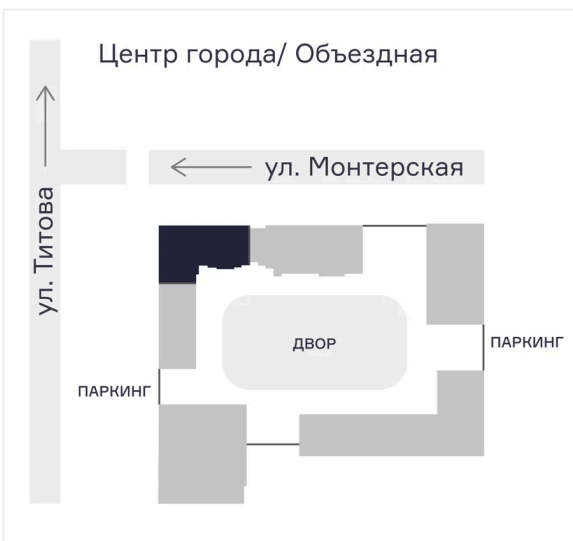 Центр города/ Объездная
ул. Монтерская
ул. Титова
ДВОР
ПАРКИНГ
ПАРКИНГ